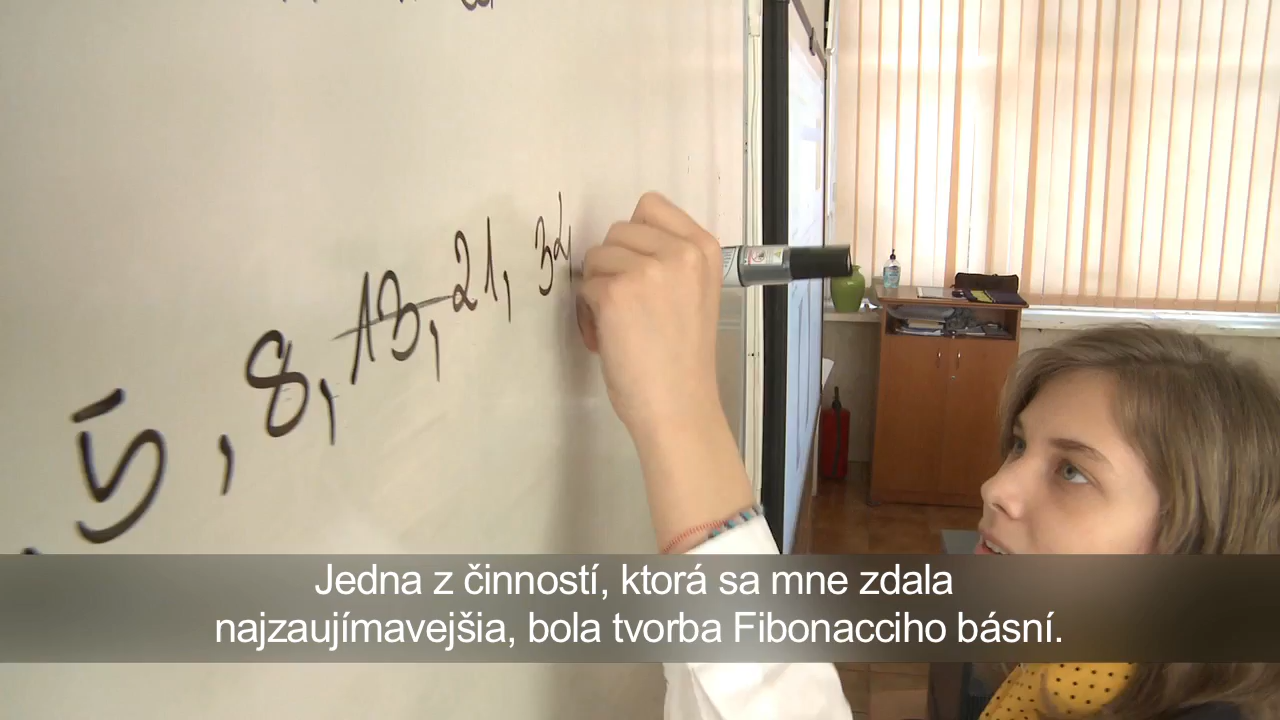 5, 8, 13, 21, 34
Jedna z činností, ktorá sa mne zdala
najzaujímavejšia, bola tvorba Fibonacciho básní.